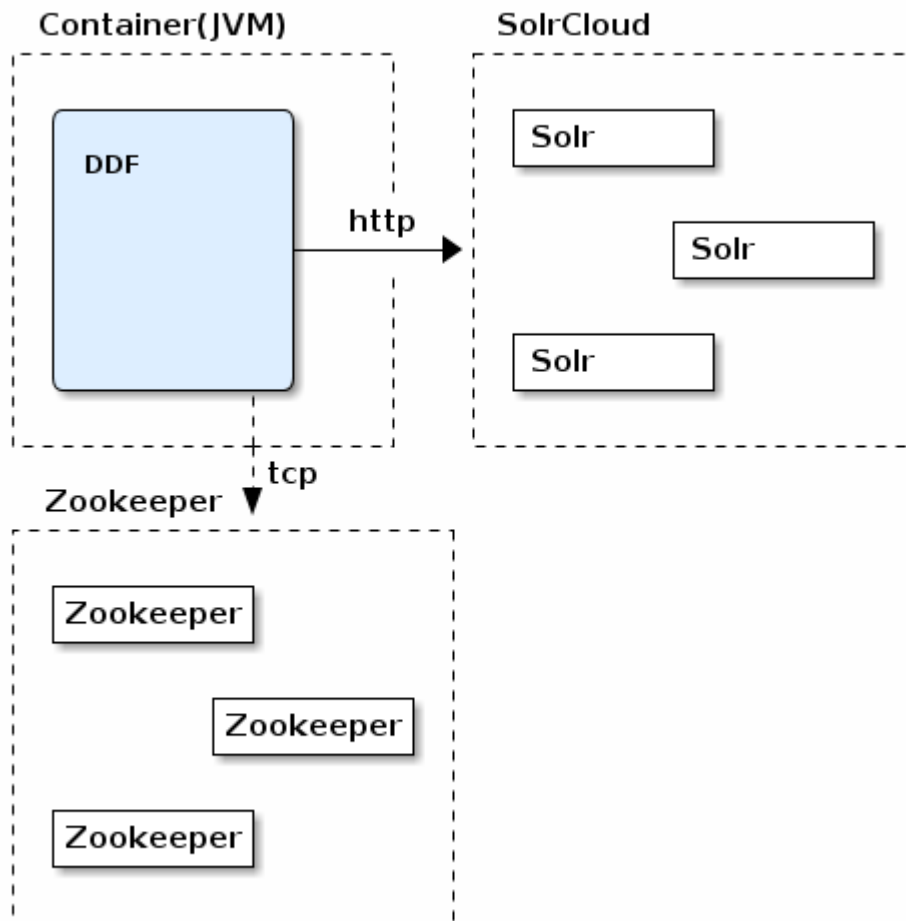 Container(JVM)
SolrCloud
DDF
Solr
http
Solr
Solr
tcp
Zookeeper
Zookeeper
Zookeeper
Zookeeper